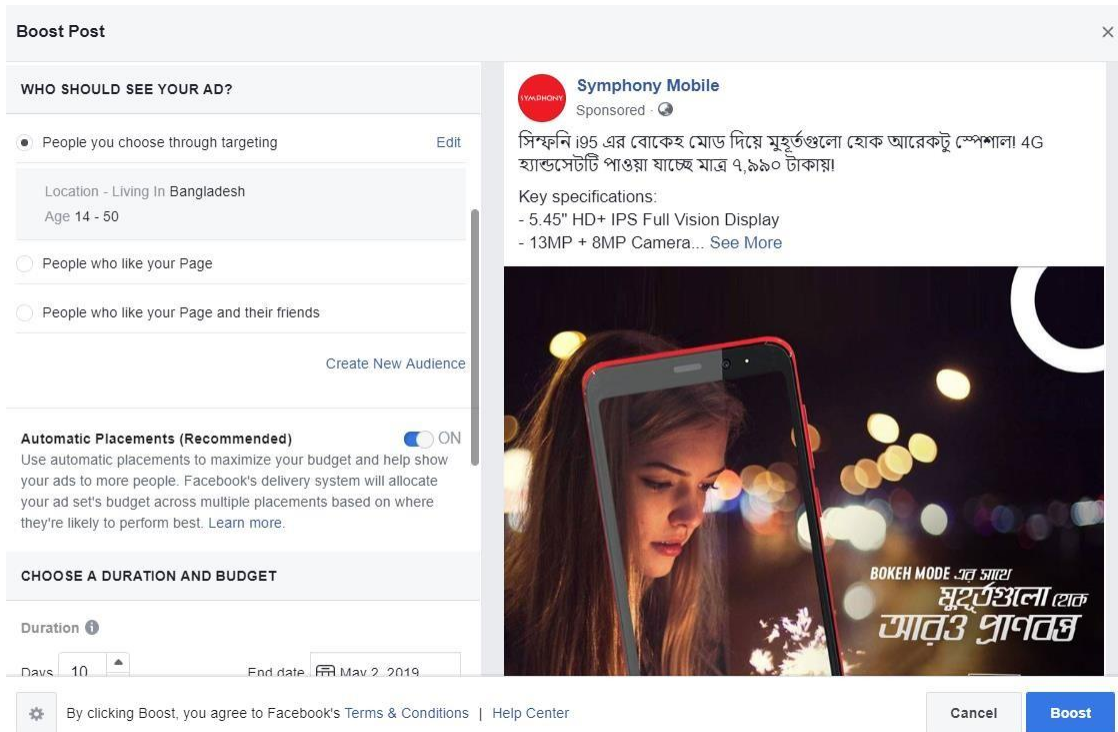 Boost Post
WHO SHOULD SEE YOUR AD?
People you choose through targeting
Edit
Location - Living In Bangladesh
Age 14 - 50
People who like your Page
People who like your Page and their friends
Create New Audience
Automatic Placements (Recommended)
ON
Use automatic placements to maximize your budget and help show
your ads to more people. Facebook's delivery system will allocate
your ad set's budget across multiple placements based on where
they're likely to perform best. Learn more.
CHOOSE A DURATION AND BUDGET
Duration
Days 10
End date May 2, 2019
SYMPHONY
Symphony Mobile
Sponsored ·
সিম্ফনি i95 এর বোকেহ মোড দিয়ে মুহূর্তগুলো হোক আরেকটু স্পেশাল! 4G
হ্যান্ডসেটটি পাওয়া যাচ্ছে মাত্র ৭,৯৯০ টাকায়!
Key specifications:
- 5.45" HD+ IPS Full Vision Display
- 13MP + 8MP Camera... See More
BOKEH MODE এর সাথে
মুহূর্তগুলো হোক
আরও প্রাণবন্ত
By clicking Boost, you agree to Facebook's Terms & Conditions | Help Center
Cancel
Boost